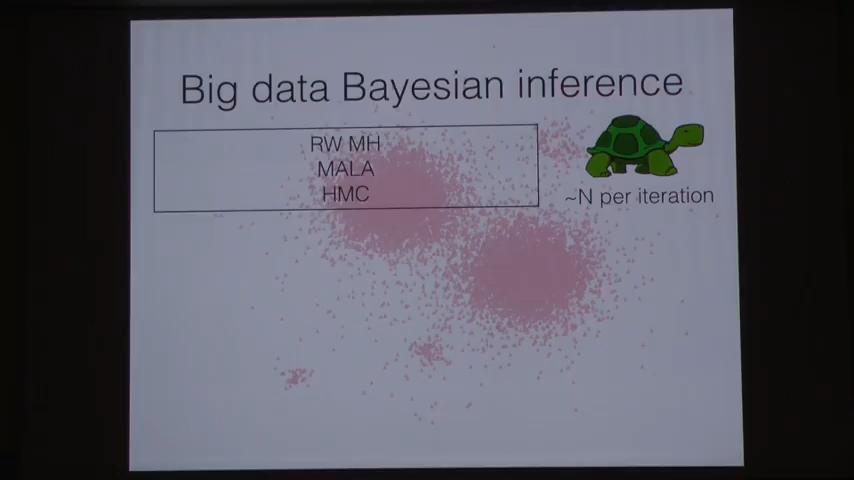 Big data Bayesian inference
RW MH
MALA
HMC
~N per iteration